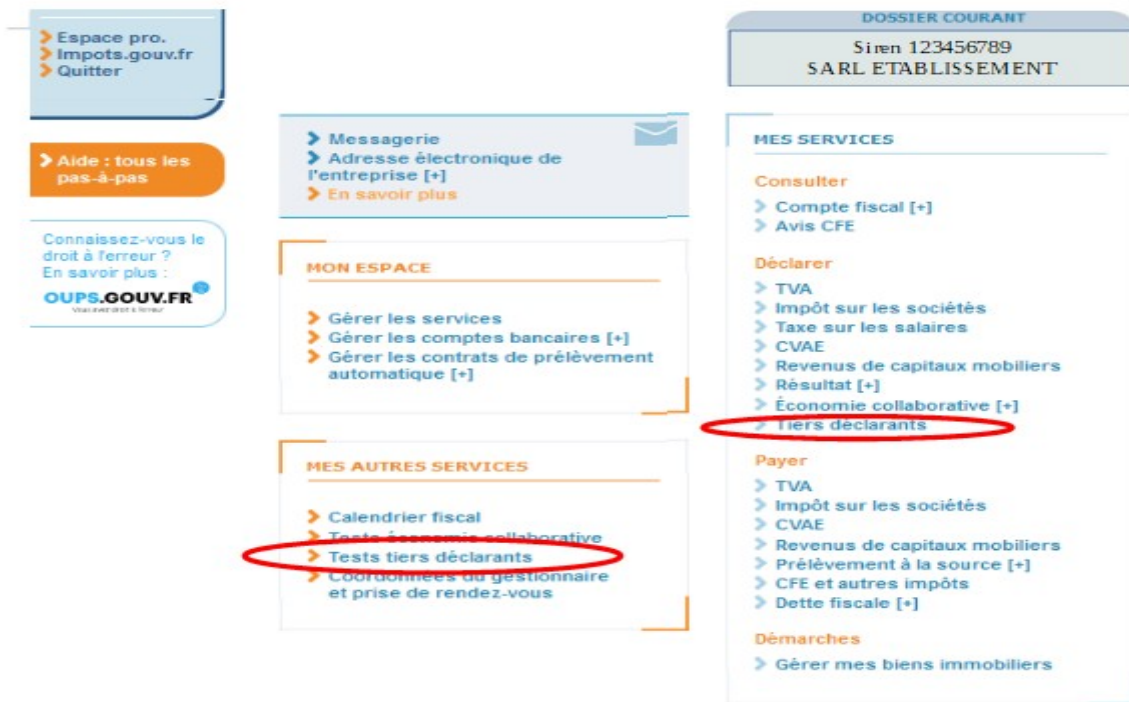 Espace pro.
Impots.gouv.fr
Quitter
Aide : tous les
pas-à-pas
Connaissez-vous le
droit à l'erreur ?
En savoir plus :
OUPS.GOUV.FR
Vous avez droit à l'erreur
Messagerie
Adresse électronique de
l'entreprise [+]
En savoir plus
MON ESPACE
Gérer les services
Gérer les comptes bancaires [+]
Gérer les contrats de prélèvement
automatique [+]
MES AUTRES SERVICES
Calendrier fiscal
Tests économie collaborative
Tests tiers déclarants
Coordonnées du gestionnaire
et prise de rendez-vous
DOSSIER COURANT
Siren 123456789
SARL ETABLISSEMENT
MES SERVICES
Consulter
Compte fiscal [+]
Avis CFE
Déclarer
TVA
Impôt sur les sociétés
Taxe sur les salaires
CVAE
Revenus de capitaux mobiliers
Résultat [+]
Économie collaborative [+]
Tiers déclarants
Payer
TVA
Impôt sur les sociétés
CVAE
Revenus de capitaux mobiliers
Prélèvement à la source [+]
CFE et autres impôts
Dette fiscale [+]
Démarches
Gérer mes biens immobiliers